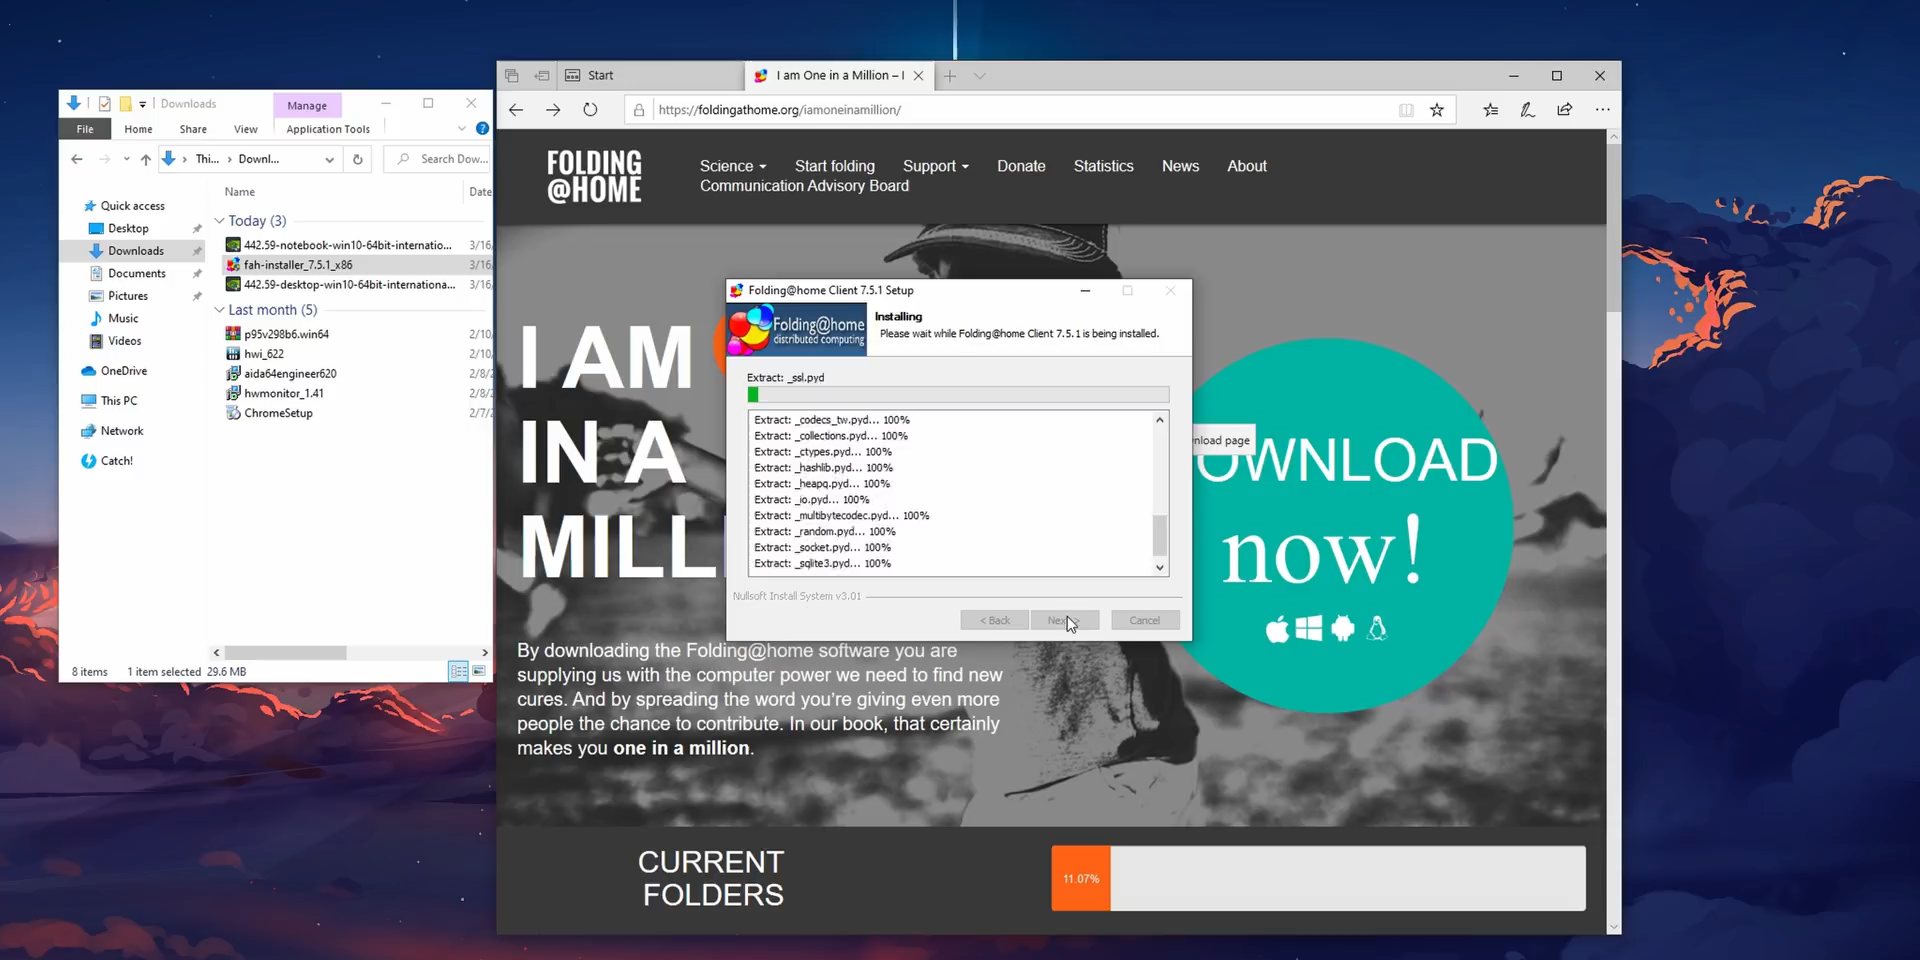 Downloads
Manage
File
Home
Share
View
Application Tools
Thi...
Downl...
Search Dow...
Name
Date
Quick access
Desktop
Downloads
Documents
Pictures
Music
Videos
OneDrive
This PC
Network
Catch!
Today (3)
442.59-notebook-win10-64bit-internatio...
3/16/
fah-installer_7.5.1_x86
3/16/
442.59-desktop-win10-64bit-internationa...
3/16/
Last month (5)
p95v298b6.win64
2/10/
hwi_622
2/10/
aida64engineer620
2/8/2
hwmonitor_1.41
2/8/2
ChromeSetup
2/7/2
8 items
1 item selected
29.6 MB
Start
I am One in a Million –
https://foldingathome.org/iamoneinamillion/
FOLDING
@HOME
Science
Start folding
Support
Donate
Statistics
News
About
Communication Advisory Board
I AM
IN A
MILL
Folding@home Client 7.5.1 Setup
Folding@home
distributed computing
Installing
Please wait while Folding@home Client 7.5.1 is being installed.
Extract: _ssl.pyd
Extract: _codecs_tw.pyd... 100%
Extract: _collections.pyd... 100%
Extract: _ctypes.pyd... 100%
Extract: _hashlib.pyd... 100%
Extract: _heapq.pyd... 100%
Extract: _io.pyd... 100%
Extract: _multibytecodec.pyd... 100%
Extract: _random.pyd... 100%
Extract: _socket.pyd... 100%
Extract: _sqlite3.pyd... 100%
Nullsoft Install System v3.01
< Back
Next >
Cancel
nload page
OWNLOAD
now!
By downloading the Folding@home software you are
supplying us with the computer power we need to find new
cures. And by spreading the word you’re giving even more
people the chance to contribute. In our book, that certainly
makes you one in a million.
CURRENT
FOLDERS
11.07%